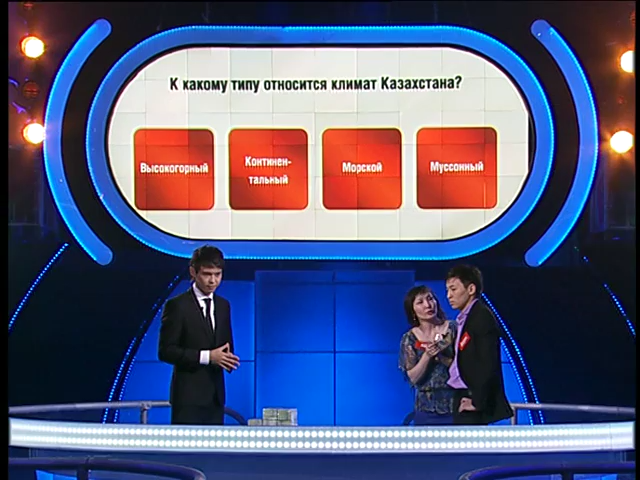 К какому типу относится климат Казахстана?
Высокогорный
Континен-
тальный
Морской
Муссонный